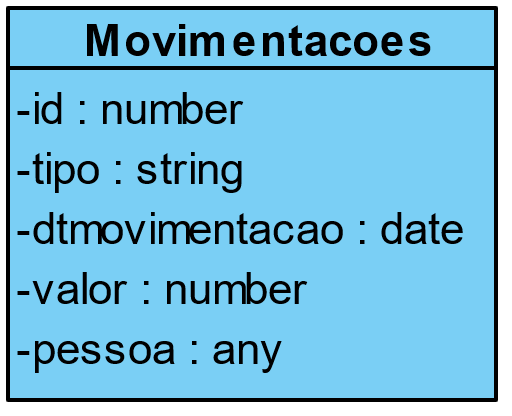 Movimentacoes
-id : number
-tipo : string
-dtmovimentacao : date
-valor : number
-pessoa : any